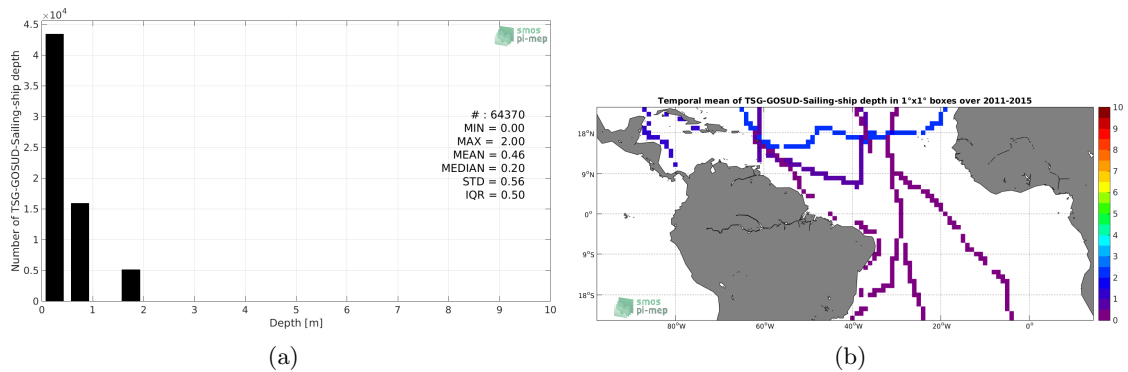 ×10⁴
4.5
4
3.5
3
2.5
2
1.5
1
0.5
0
Number of TSG-GOSUD-Sailing-ship depth
smos
pi-mep
# : 64370
MIN = 0.00
MAX = 2.00
MEAN = 0.46
MEDIAN = 0.20
STD = 0.56
IQR = 0.50
0 1 2 3 4 5 6 7 8 9 10
Depth [m]
(a)
Temporal mean of TSG-GOSUD-Sailing-ship depth in 1°x1° boxes over 2011-2015
18°N
9°N
0°
9°S
18°S
smos
pi-mep
80°W 60°W 40°W 20°W 0°
10
9
8
7
6
5
4
3
2
1
0
(b)